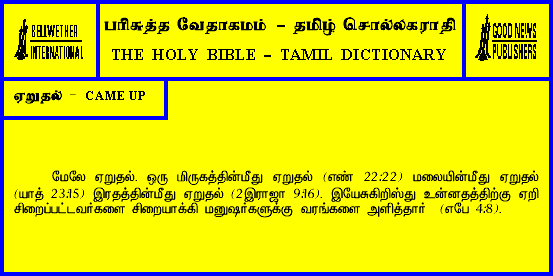 BELLWETHER
INTERNATIONAL
பரிசுத்த வேதாகமம் - தமிழ் சொல்லகராதி
THE HOLY BIBLE - TAMIL DICTIONARY
GOOD NEWS
PUBLISHERS
ஏறுதல் - CAME UP
மேலே ஏறுதல். ஒரு மிருகத்தின்மீது ஏறுதல் (எண் 22:22) மலையின்மீது ஏறுதல்
(யாத் 23:15) இரதத்தின்மீது ஏறுதல் (2இராஜா 9:16). இயேசுகிறிஸ்து உன்னதத்திற்கு ஏறி
சிறைப்பட்டவர்களை சிறையாக்கி மனுஷர்களுக்கு வரங்களை அளித்தார் (எபே 4:8).